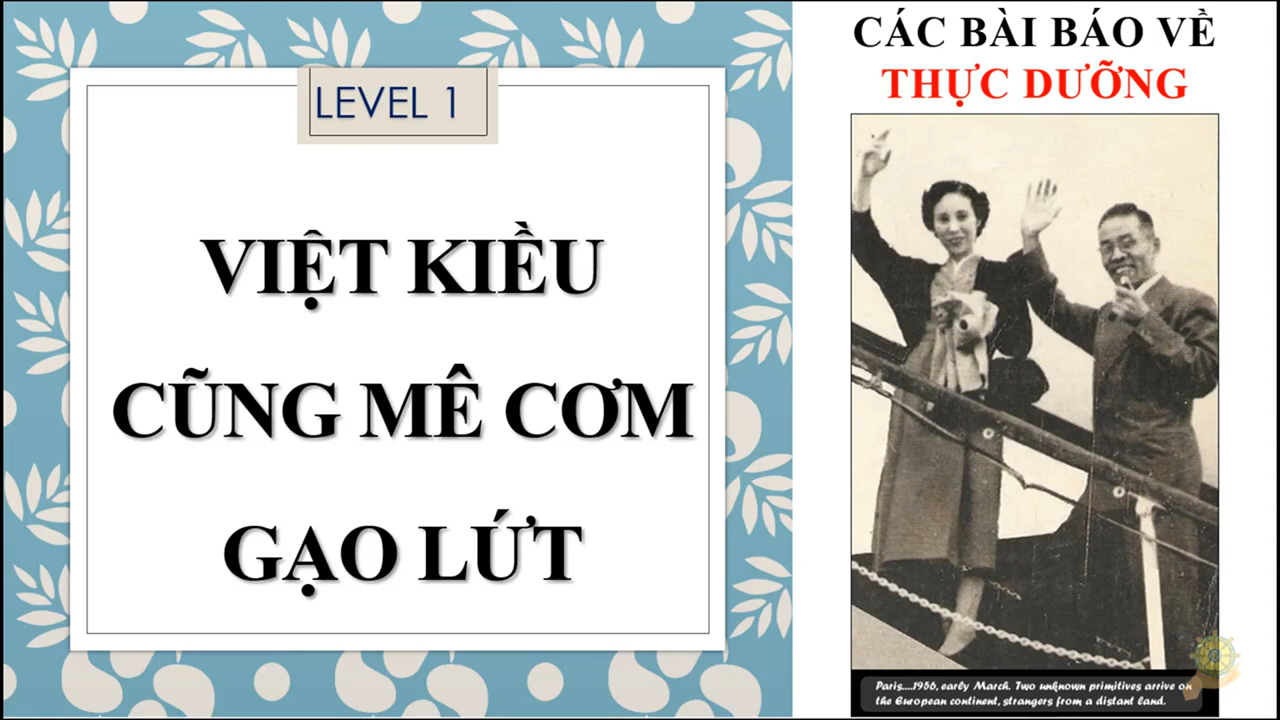 LEVEL 1
VIỆT KIỀU
CŨNG MÊ CƠM
GẠO LỨT
CÁC BÀI BÁO VỀ
THỰC DƯỠNG
Paris....1956, early March. Two unknown primitives arrive on
the European continent, strangers from a distant land.